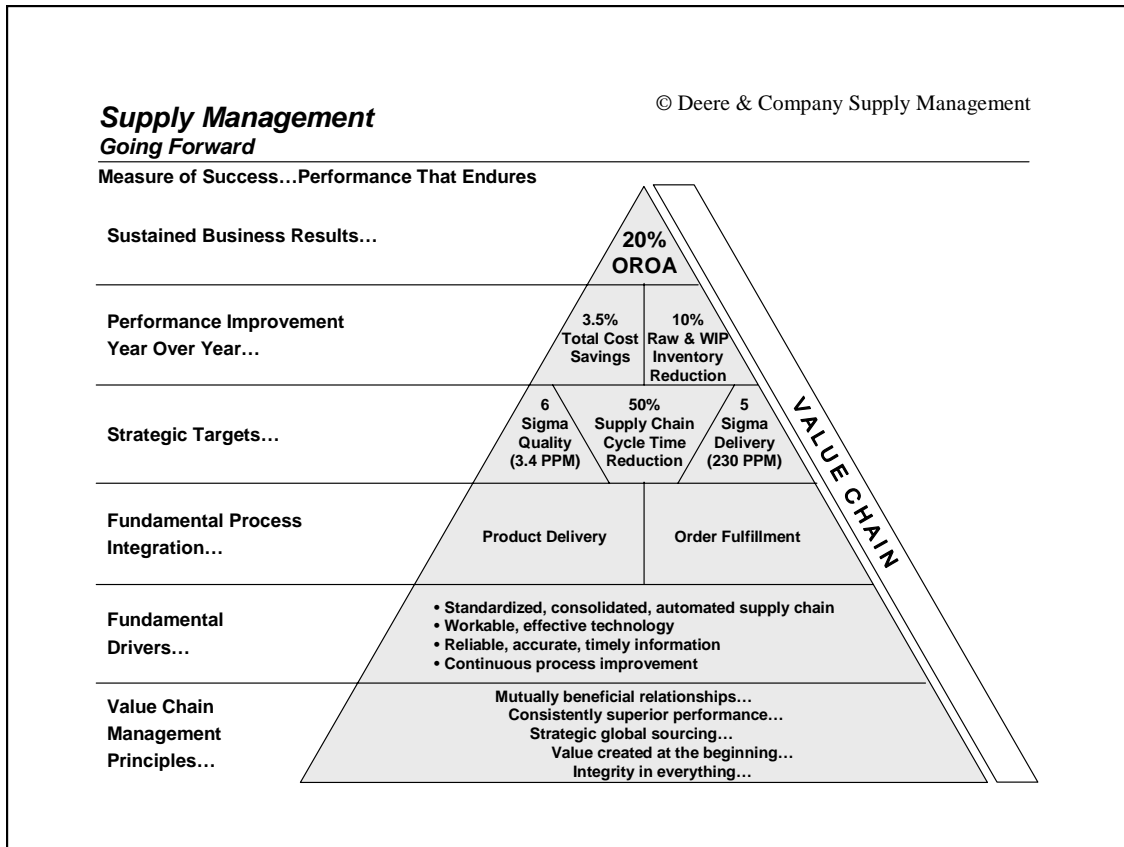 Supply Management
© Deere & Company Supply Management
Going Forward
Measure of Success…Performance That Endures
Sustained Business Results…
20%
OROA
Performance Improvement
Year Over Year…
3.5%
Total Cost
Savings
10%
Raw & WIP
Inventory
Reduction
Strategic Targets…
6
Sigma
Quality
(3.4 PPM)
50%
Supply Chain
Cycle Time
Reduction
5
Sigma
Delivery
(230 PPM)
Fundamental Process
Integration…
Product Delivery
Order Fulfillment
Fundamental
Drivers…
• Standardized, consolidated, automated supply chain
• Workable, effective technology
• Reliable, accurate, timely information
• Continuous process improvement
Value Chain
Management
Principles…
Mutually beneficial relationships…
Consistently superior performance…
Strategic global sourcing…
Value created at the beginning…
Integrity in everything…
VALUE CHAIN